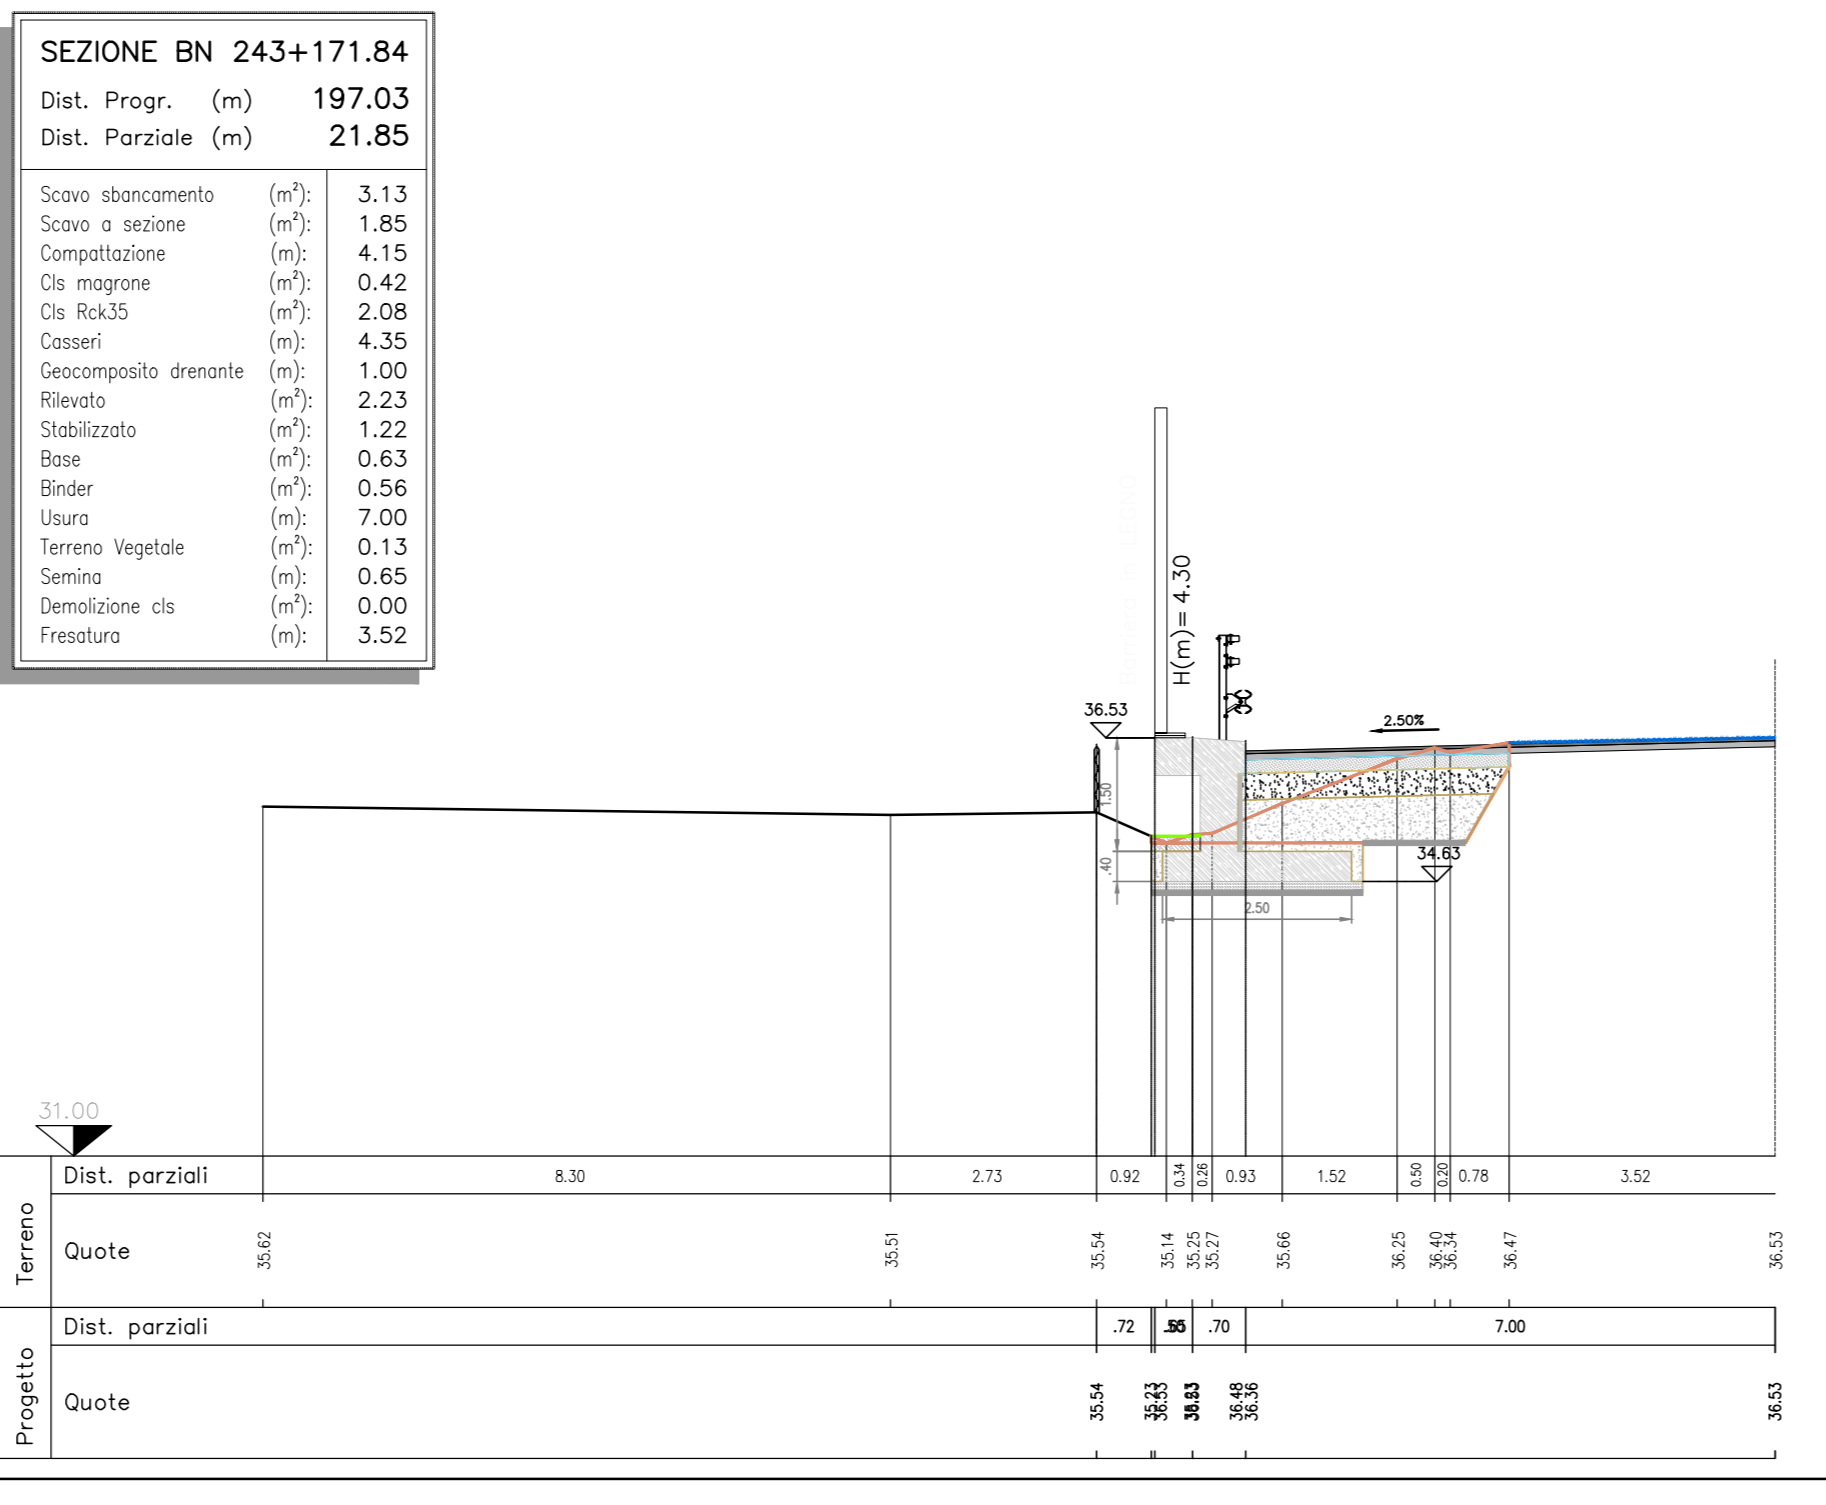 SEZIONE BN 243+171.84
Dist. Progr. (m) 197.03
Dist. Parziale (m) 21.85
Scavo sbancamento (m²): 3.13
Scavo a sezione (m²): 1.85
Compattazione (m): 4.15
Cls magrone (m²): 0.42
Cls Rck35 (m²): 2.08
Casseri (m): 4.35
Geocomposito drenante (m): 1.00
Rilevato (m²): 2.23
Stabilizzato (m²): 1.22
Base (m²): 0.63
Binder (m²): 0.56
Usura (m): 7.00
Terreno Vegetale (m²): 0.13
Semina (m): 0.65
Demolizione cls (m²): 0.00
Fresatura (m): 3.52
Barriera in LEGNO
H(m)= 4.30
36.53
2.50%
1.50
.40
34.63
2.50
31.00
Terreno
Dist. parziali 8.30 2.73 0.92 0.34 0.26 0.93 1.52 0.50 0.20 0.78 3.52
Quote 35.62 35.51 35.54 35.14 35.25 35.27 35.66 36.25 36.40 36.34 36.47 36.53
Progetto
Dist. parziali .72 .70 7.00
Quote 35.54 35.23 36.53 36.48 36.36 36.53